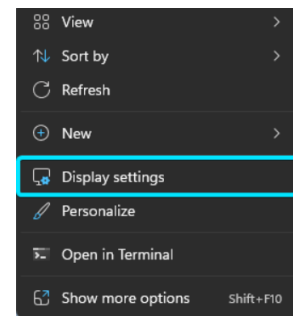 View
Sort by
Refresh
New
Display settings
Personalize
Open in Terminal
Show more options Shift+F10